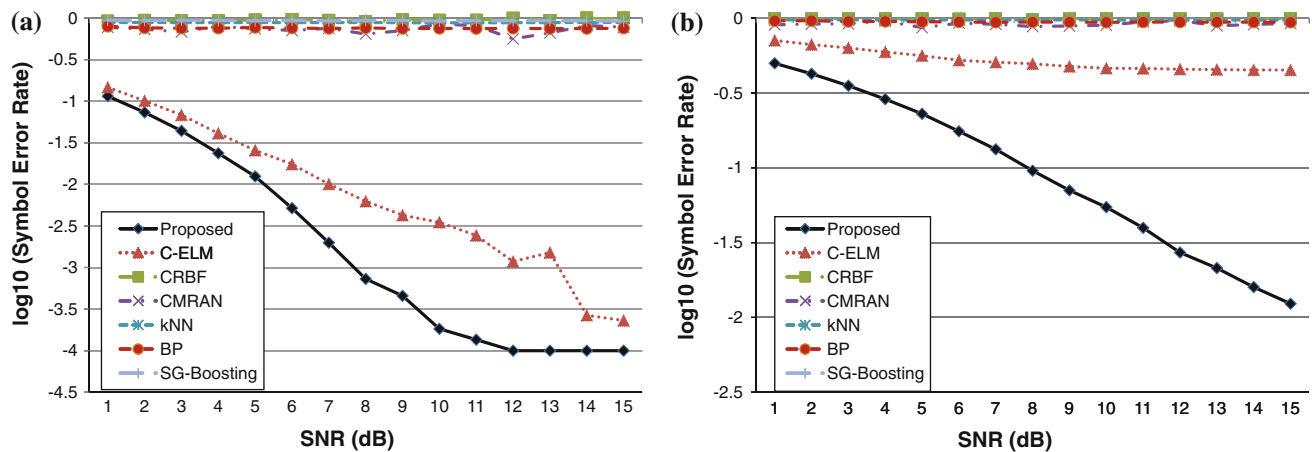 (a)
0
-0.5
-1
-1.5
-2
-2.5
-3
-3.5
-4
-4.5
log10 (Symbol Error Rate)
Proposed
C-ELM
CRBF
CMRAN
kNN
BP
SG-Boosting
1 2 3 4 5 6 7 8 9 10 11 12 13 14 15
SNR (dB)
(b)
0
-0.5
-1
-1.5
-2
-2.5
log10 (Symbol Error Rate)
Proposed
C-ELM
CRBF
CMRAN
kNN
BP
SG-Boosting
1 2 3 4 5 6 7 8 9 10 11 12 13 14 15
SNR (dB)